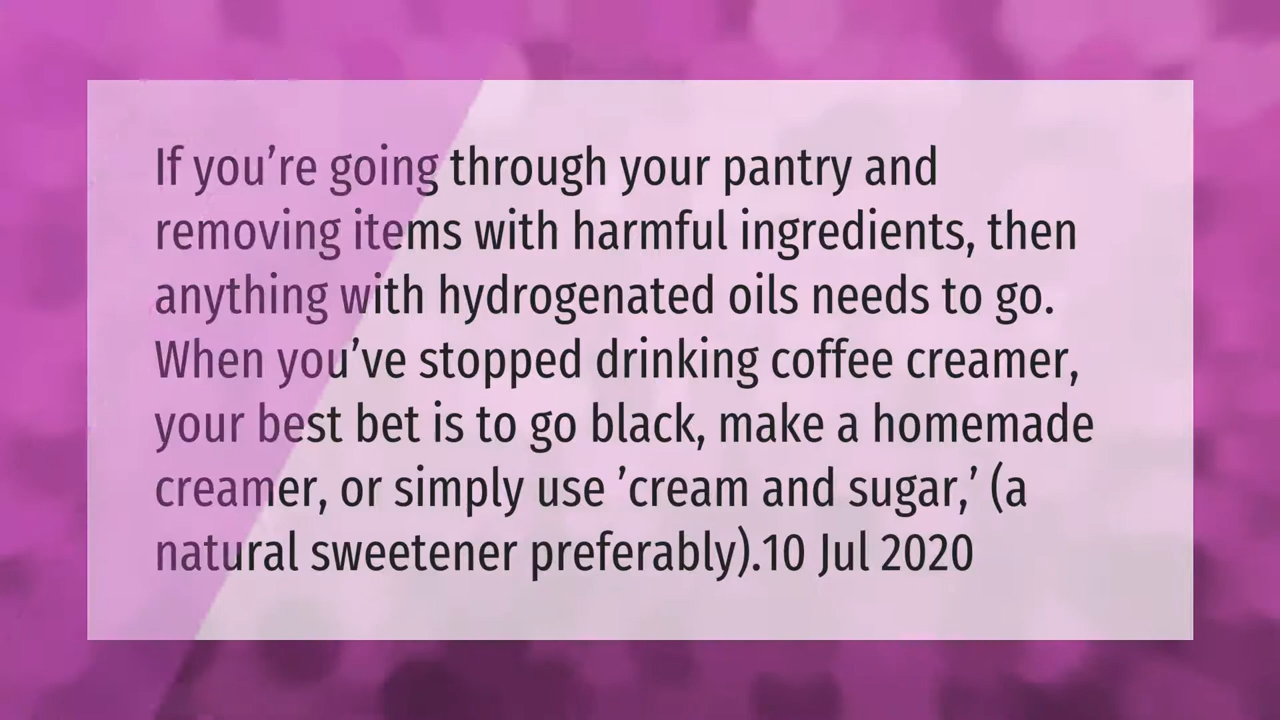 If you’re going through your pantry and
removing items with harmful ingredients, then
anything with hydrogenated oils needs to go.
When you’ve stopped drinking coffee creamer,
your best bet is to go black, make a homemade
creamer, or simply use ’cream and sugar,’ (a
natural sweetener preferably).10 Jul 2020